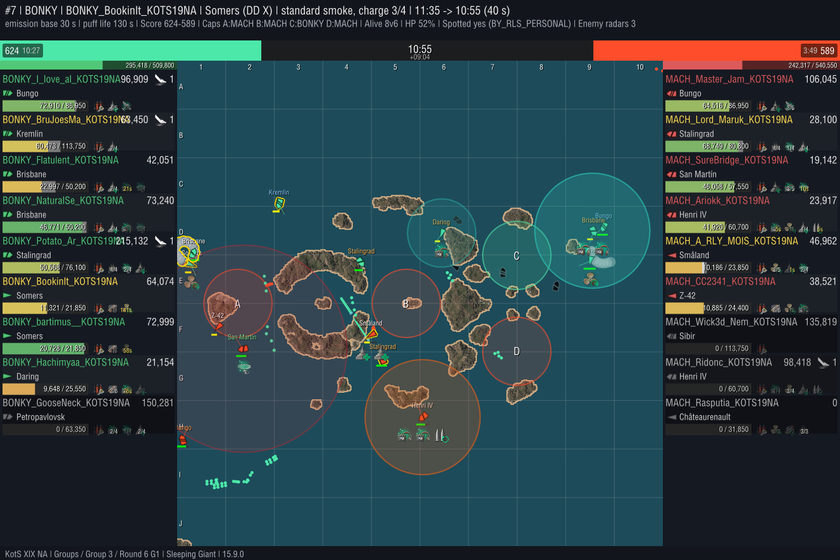 #7 | BONKY | BONKY_BookinIt_KOTS19NA | Somers (DD X) | standard smoke, charge 3/4 | 11:35 -> 10:55 (40 s)
emission base 30 s | puff life 130 s | Score 624-589 | Caps A:MACH B:MACH C:BONKY D:MACH | Alive 8v6 | HP 52% | Spotted yes (BY_RLS_PERSONAL) | Enemy radars 3
624 10:27
10:55
+09:04
3:49 589
295,418 / 509,800
242,317 / 540,550
1 2 3 4 5 6 7 8 9 10
A
B
C
D
E
F
G
H
I
J
BONKY_I_love_al_KOTS19NA 96,909 1
Bungo
BONKY_BruJoesMa_KOTS19NA 1
Kremlin
BONKY_Flatulent_KOTS19NA 42,051
Brisbane
BONKY_NaturalSe_KOTS19NA 73,240
Brisbane
BONKY_Potato_Ar_KOTS19NA 215,132 1
Stalingrad
BONKY_BookinIt_KOTS19NA 64,074
Somers
BONKY_bartimus__KOTS19NA 72,999
Somers
BONKY_Hachimyaa_KOTS19NA 21,154
Daring
9,648 / 25,550
BONKY_GooseNeck_KOTS19NA 150,281
Petropavlovsk
0 / 63,350
MACH_Master_Jam_KOTS19NA 106,045
Bungo
MACH_Lord_Maruk_KOTS19NA 28,100
Stalingrad
MACH_SureBridge_KOTS19NA 19,142
San Martín
MACH_Ariokk_KOTS19NA 23,917
Henri IV
MACH_A_RLY_MOIS_KOTS19NA 46,962
Småland
MACH_CC2341_KOTS19NA 38,521
Z-42
MACH_Wick3d_Nem_KOTS19NA 135,819
Sibir
0 / 113,750
MACH_Ridonc_KOTS19NA 98,418 1
Henri IV
0 / 60,700
MACH_Rasputia_KOTS19NA 0
Châteaurenault
0 / 31,850
Kremlin
Daring
Bungo
Brisbane
Stalingrad
A
B
C
D
Z-42
San Martín
Småland
Stalingrad
Henri IV
KotS XIX NA | Groups / Group 3 / Round 6 G1 | Sleeping Giant | 15.9.0